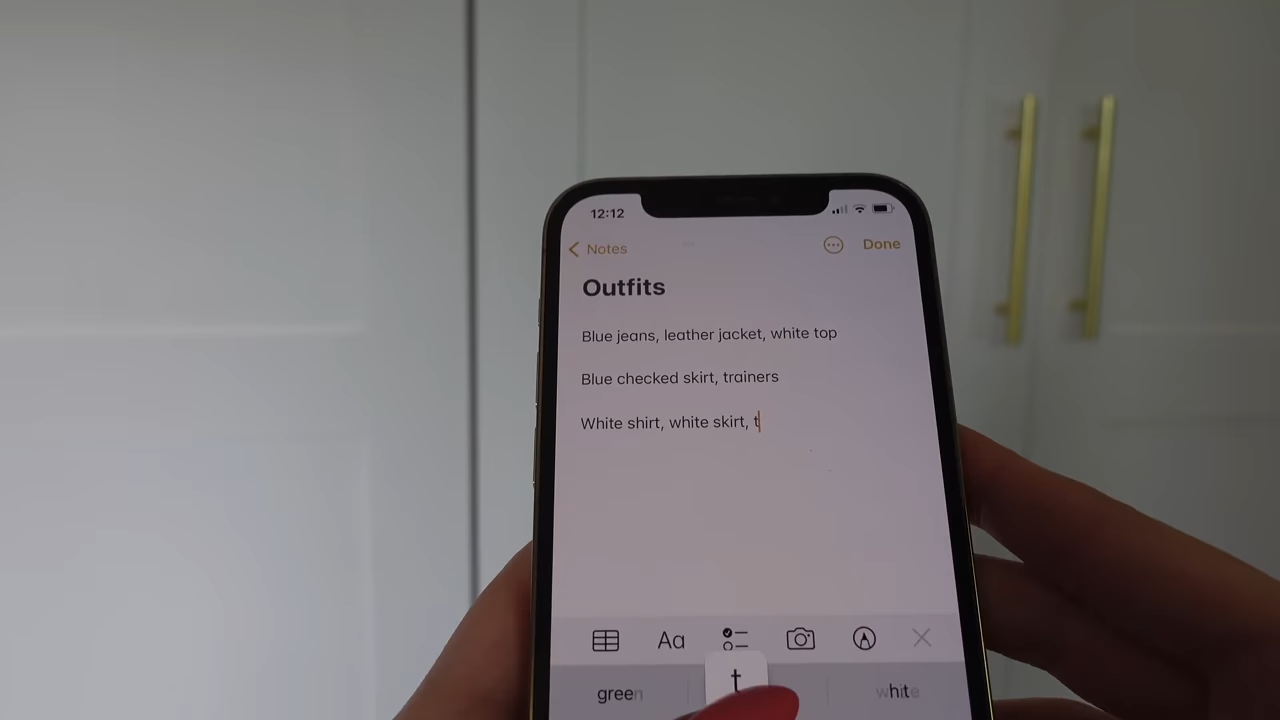 12:12
Notes
Done
Outfits
Blue jeans, leather jacket, white top
Blue checked skirt, trainers
White shirt, white skirt, t
Aa
green
t
white